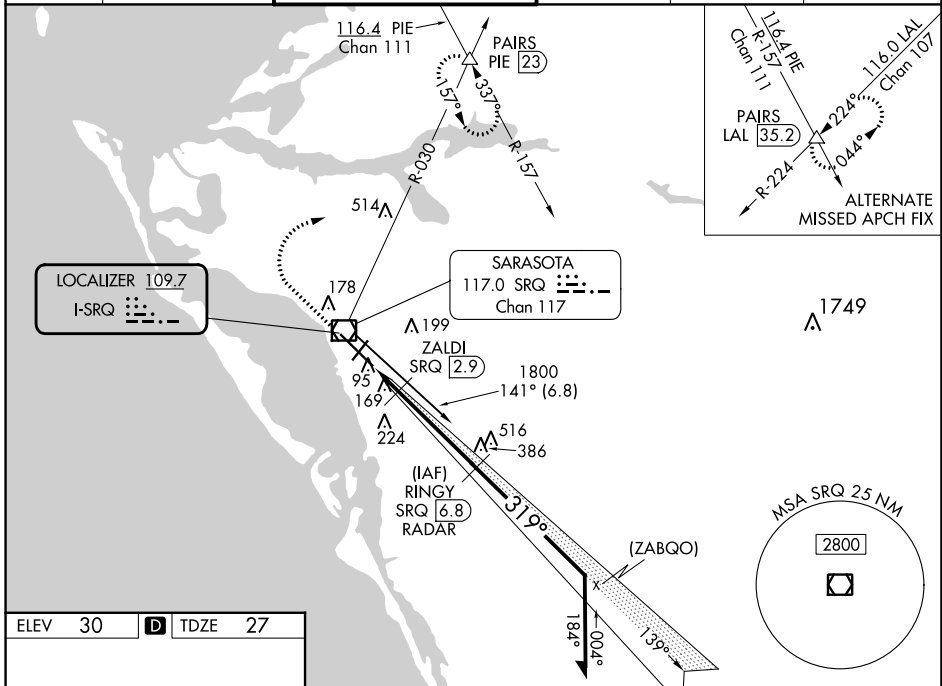 116.4 PIE
Chan 111
PAIRS
PIE 23
157°
337°
R-157
R-030
116.4 PIE
R-157
Chan 111
116.0 LAL
Chan 107
PAIRS
LAL 35.2
224°
044°
R-224
ALTERNATE
MISSED APCH FIX
514
LOCALIZER 109.7
I-SRQ
178
SARASOTA
117.0 SRQ
Chan 117
199
1749
ZALDI
SRQ 2.9
95
169
224
1800
141° (6.8)
516
386
(IAF)
RINGY
SRQ 6.8
RADAR
319°
(ZABQO)
X
184°
004°
139°
MSA SRQ 25 NM
2800
ELEV 30 D TDZE 27